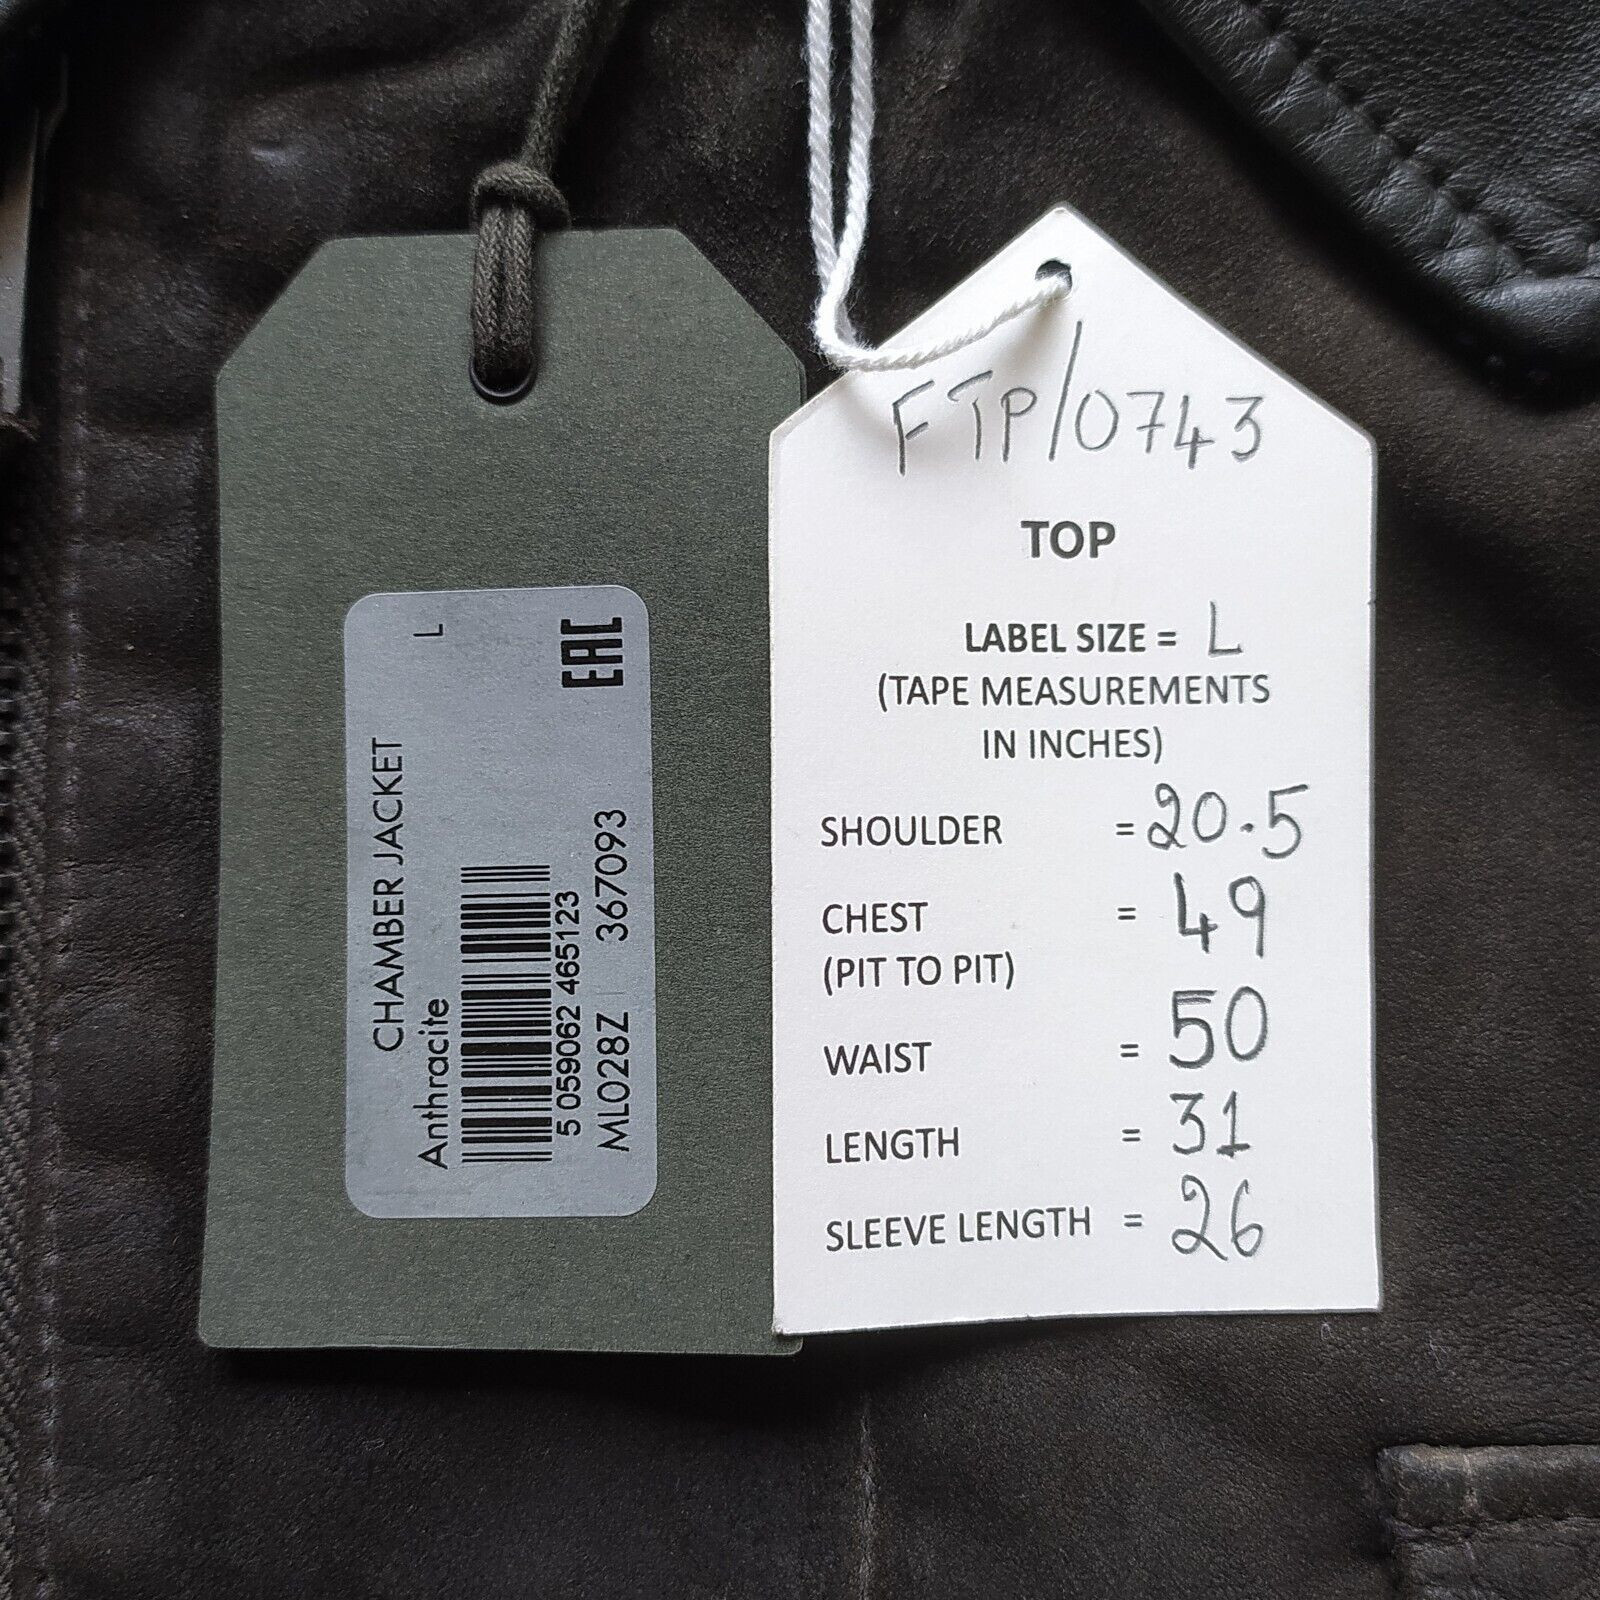 L
EAC
CHAMBER JACKET
Anthracite
5 059062 465123
ML028Z 367093
FTP/0743
TOP
LABEL SIZE = L
(TAPE MEASUREMENTS
IN INCHES)
SHOULDER = 20.5
CHEST = 49
(PIT TO PIT)
WAIST = 50
LENGTH = 31
SLEEVE LENGTH = 26